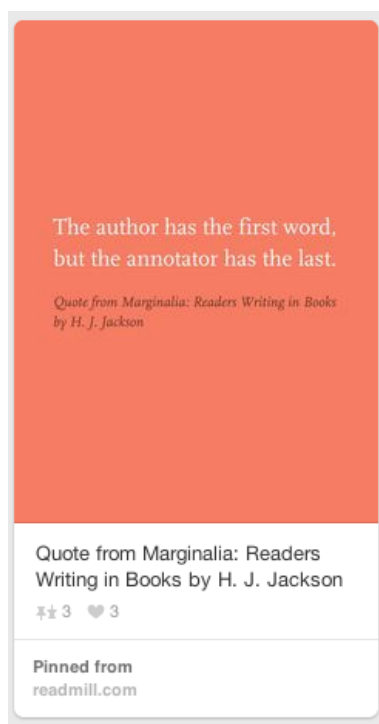 The author has the first word,
but the annotator has the last.
Quote from Marginalia: Readers Writing in Books
by H. J. Jackson
Quote from Marginalia: Readers
Writing in Books by H. J. Jackson
3 3
Pinned from
readmill.com